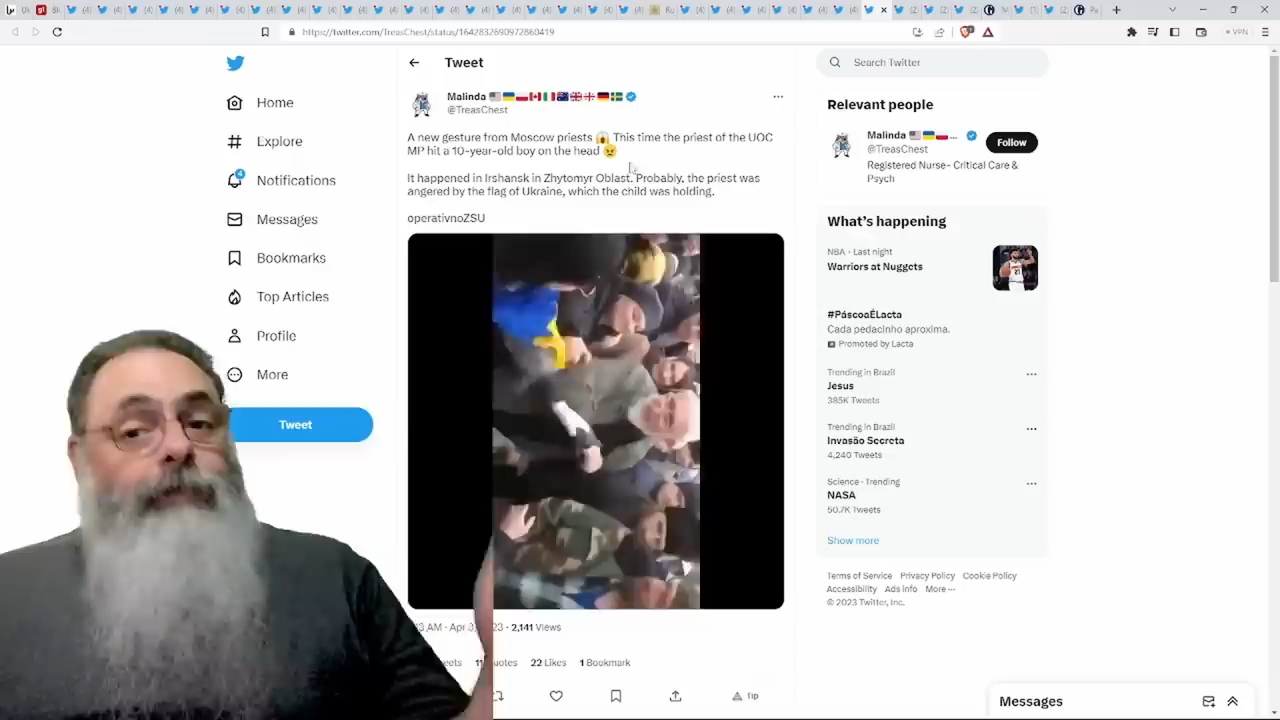 https://twitter.com/TreasChest/status/1642832690972860419
VPN
Home
Explore
4
Notifications
Messages
Bookmarks
Top Articles
Profile
More
Tweet
Tweet
Malinda
@TreasChest
A new gesture from Moscow priests 😱 This time the priest of the UOC
MP hit a 10-year-old boy on the head 😠
It happened in Irshansk in Zhytomyr Oblast. Probably, the priest was
angered by the flag of Ukraine, which the child was holding.
operativnoZSU
2,141 Views
22 Likes
1 Bookmark
Tip
Search Twitter
Relevant people
Malinda
@TreasChest
Follow
Registered Nurse- Critical Care &
Psych
What's happening
NBA · Last night
Warriors at Nuggets
#PáscoaÉLacta
Cada pedacinho aproxima.
Promoted by Lacta
Trending in Brazil
Jesus
385K Tweets
Trending in Brazil
Invasão Secreta
4,240 Tweets
Science · Trending
NASA
50.7K Tweets
Show more
Terms of Service Privacy Policy Cookie Policy
Accessibility Ads info More ···
© 2023 Twitter, Inc.
Messages